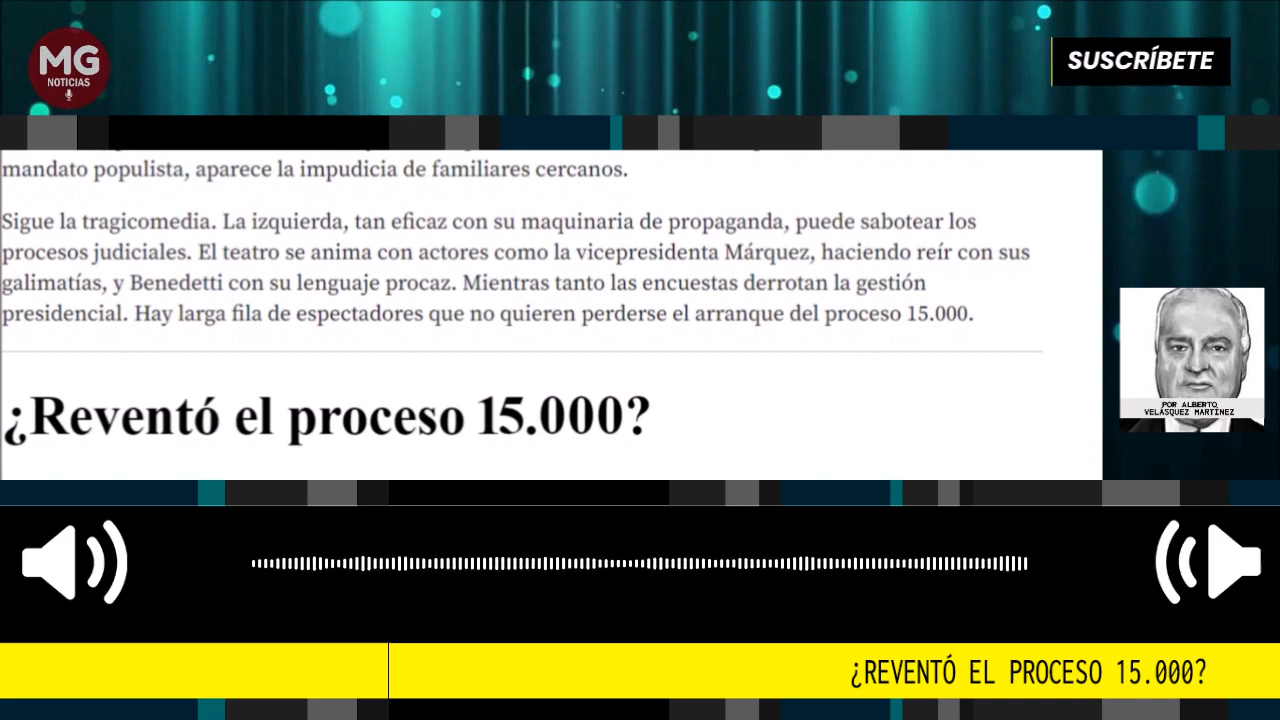 MG
NOTICIAS
SUSCRÍBETE
mandato populista, aparece la impudicia de familiares cercanos.
Sigue la tragicomedia. La izquierda, tan eficaz con su maquinaria de propaganda, puede sabotear los
procesos judiciales. El teatro se anima con actores como la vicepresidenta Márquez, haciendo reír con sus
galimatías, y Benedetti con su lenguaje procaz. Mientras tanto las encuestas derrotan la gestión
presidencial. Hay larga fila de espectadores que no quieren perderse el arranque del proceso 15.000.
¿Reventó el proceso 15.000?
POR ALBERTO
VELÁSQUEZ MARTÍNEZ
¿REVENTÓ EL PROCESO 15.000?